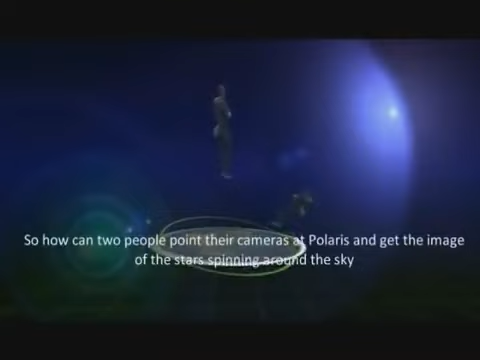 So how can two people point their cameras at Polaris and get the image
of the stars spinning around the sky